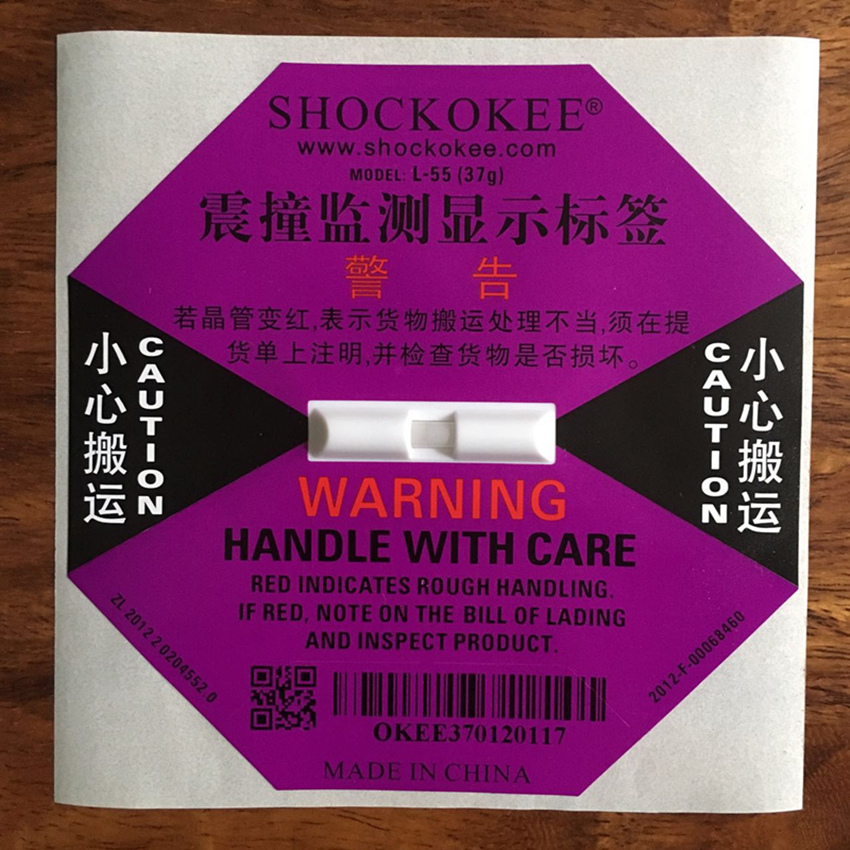 SHOCKOKEE®
www.shockokee.com
MODEL: L-55 (37g)
震撞监测显示标签
警 告
若晶管变红,表示货物搬运处理不当,须在提
货单上注明,并检查货物是否损坏。
小心搬运
CAUTION
CAUTION
小心搬运
WARNING
HANDLE WITH CARE
RED INDICATES ROUGH HANDLING.
IF RED, NOTE ON THE BILL OF LADING
AND INSPECT PRODUCT.
ZL 2012 2 0204552.0
2012-F-00068460
OKEE370120117
MADE IN CHINA